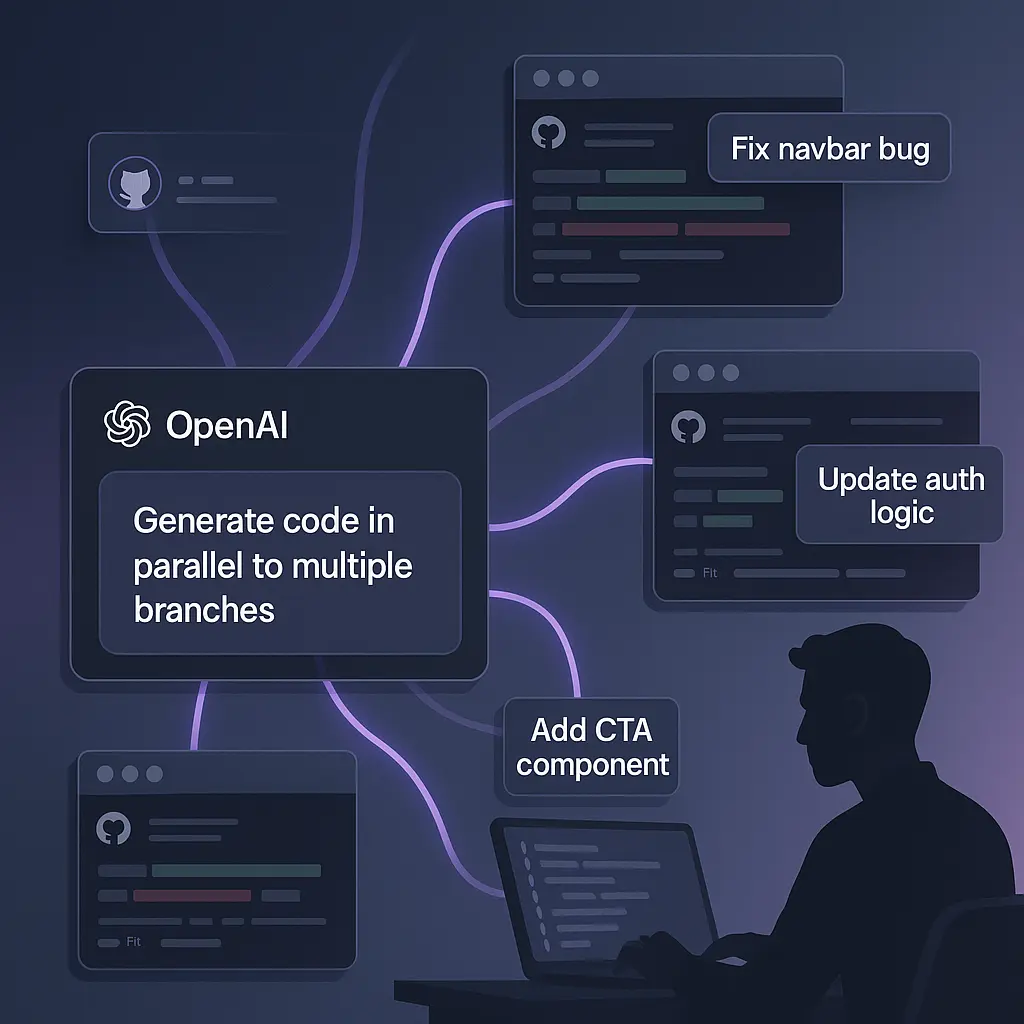 Fix navbar bug
OpenAI
Generate code in
parallel to multiple
branches
Update auth
logic
Fit
Add CTA
component
Fit